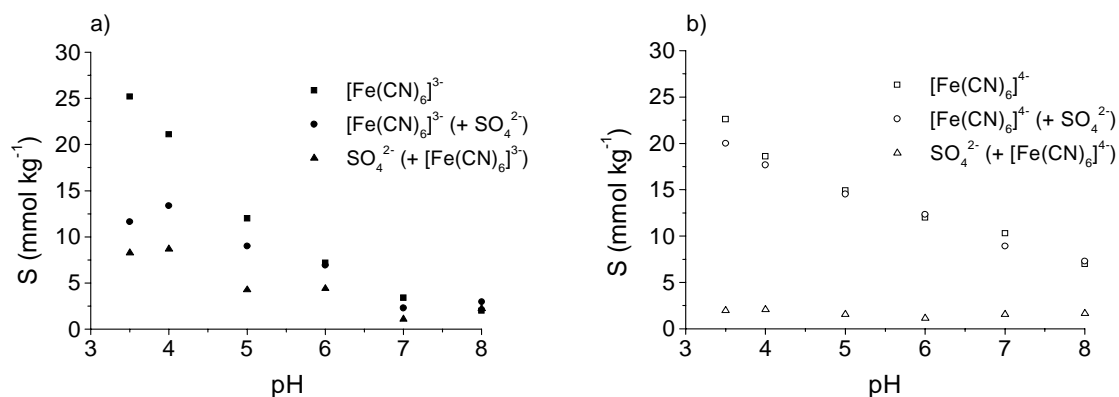 a)
30
25
20
15
10
5
0
S (mmol kg⁻¹)
3 4 5 6 7 8
pH
[Fe(CN)₆]³⁻
[Fe(CN)₆]³⁻ (+ SO₄²⁻)
SO₄²⁻ (+ [Fe(CN)₆]³⁻)
b)
30
25
20
15
10
5
0
S (mmol kg⁻¹)
3 4 5 6 7 8
pH
[Fe(CN)₆]⁴⁻
[Fe(CN)₆]⁴⁻ (+ SO₄²⁻)
SO₄²⁻ (+ [Fe(CN)₆]⁴⁻)